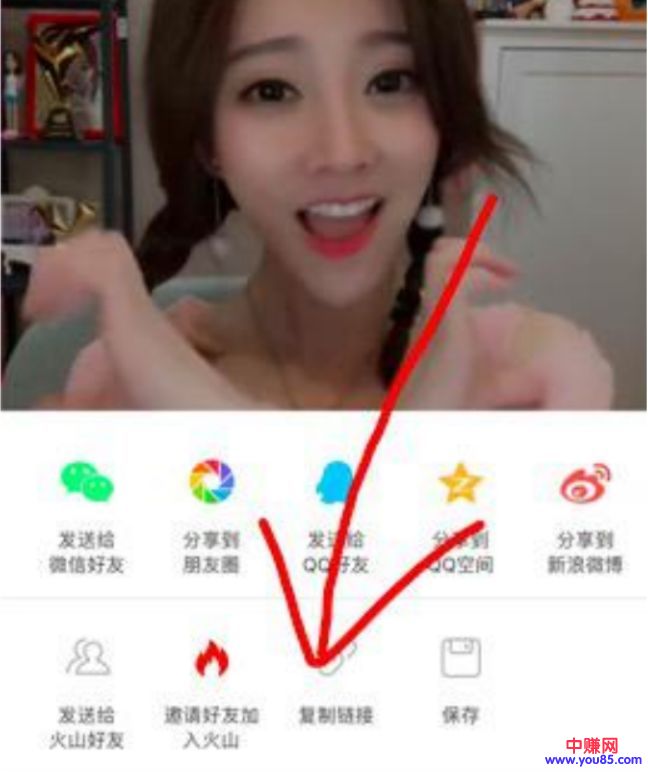 发送给
微信好友
分享到
朋友圈
发送给
QQ好友
分享到
QQ空间
分享到
新浪微博
发送给
火山好友
邀请好友加
入火山
复制链接
保存
中赚网
www.you85.com